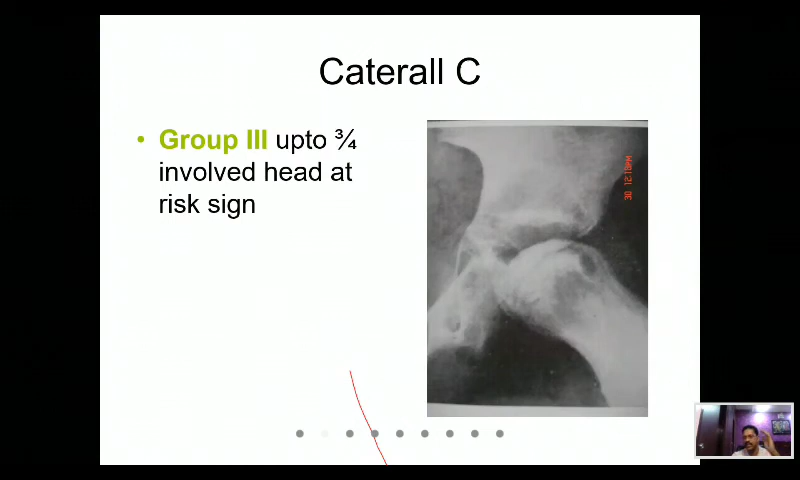 Caterall C
• Group III upto ¾
involved head at
risk sign